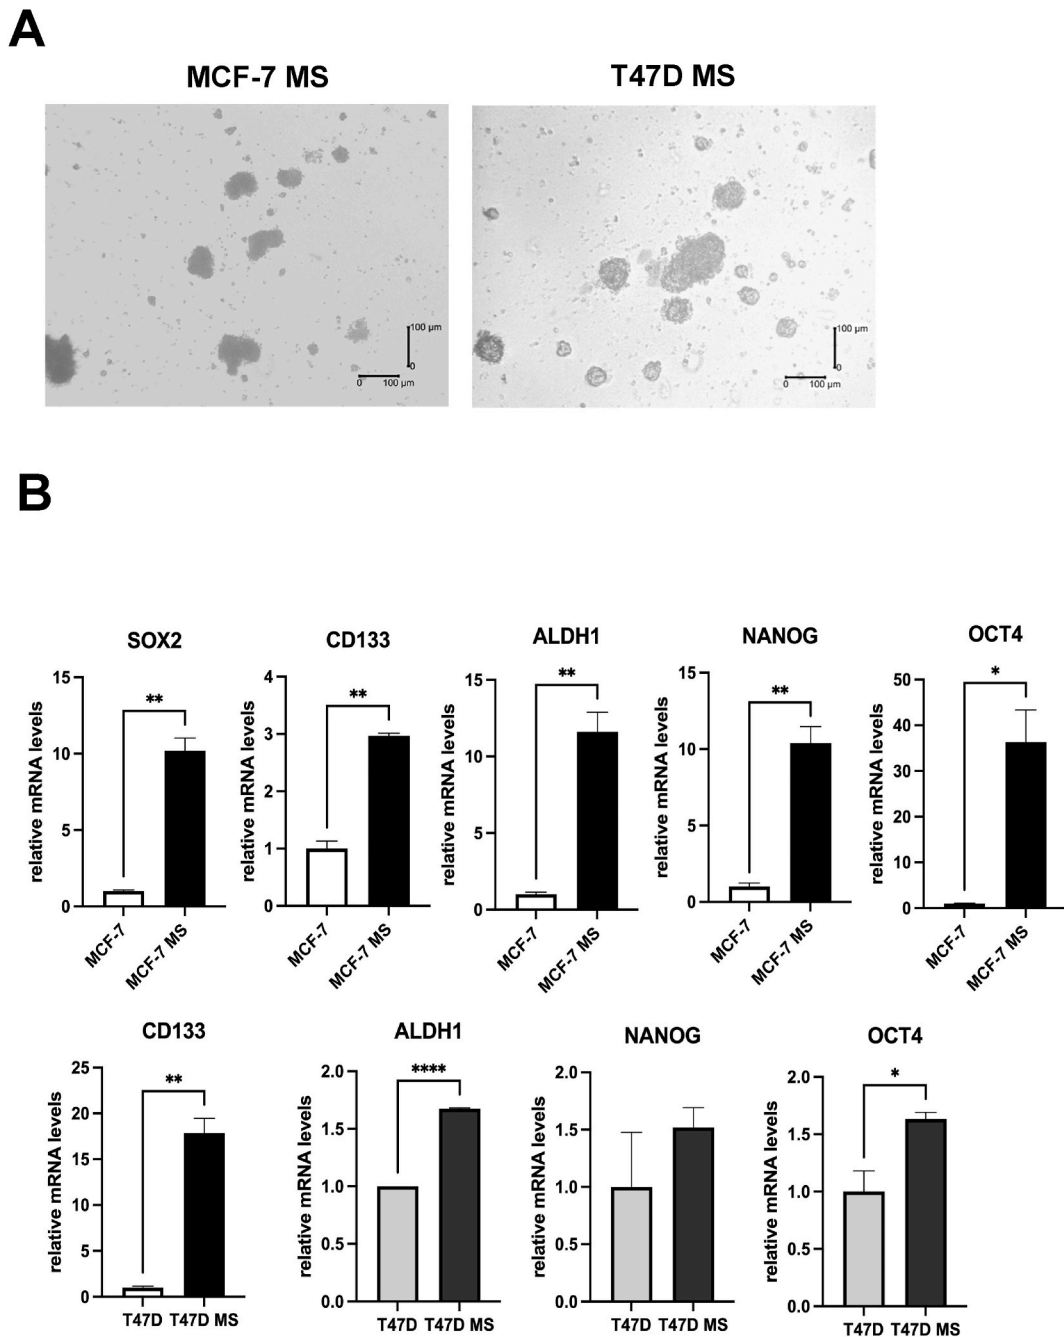 A
MCF-7 MS
T47D MS
100 µm
0
0 100 µm
100 µm
0
0 100 µm
B
SOX2
relative mRNA levels
15
10
5
0
**
MCF-7
MCF-7 MS
CD133
relative mRNA levels
4
3
2
1
0
**
MCF-7
MCF-7 MS
ALDH1
relative mRNA levels
15
10
5
0
**
MCF-7
MCF-7 MS
NANOG
relative mRNA levels
15
10
5
0
**
MCF-7
MCF-7 MS
OCT4
relative mRNA levels
50
40
30
20
10
0
*
MCF-7
MCF-7 MS
CD133
relative mRNA levels
25
20
15
10
5
0
**
T47D T47D MS
ALDH1
relative mRNA levels
2.0
1.5
1.0
0.5
0.0
****
T47D T47D MS
NANOG
relative mRNA levels
2.0
1.5
1.0
0.5
0.0
T47D T47D MS
OCT4
relative mRNA levels
2.0
1.5
1.0
0.5
0.0
*
T47D T47D MS